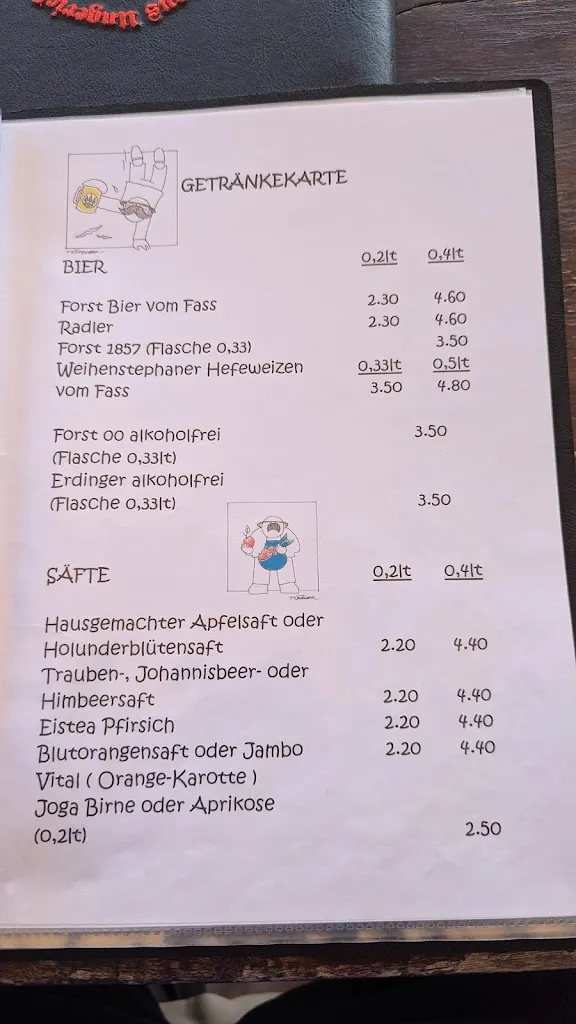 GETRÄNKEKARTE
BIER 0,2lt 0,4lt
Forst Bier vom Fass 2.30 4.60
Radler 2.30 4.60
Forst 1857 (Flasche 0,33) 3.50
Weihenstephaner Hefeweizen 0,33lt 0,5lt
vom Fass 3.50 4.80
Forst 00 alkoholfrei 3.50
(Flasche 0,33lt)
Erdinger alkoholfrei
(Flasche 0,33lt) 3.50
SÄFTE 0,2lt 0,4lt
Hausgemachter Apfelsaft oder
Holunderblütensaft 2.20 4.40
Trauben-, Johannisbeer- oder
Himbeersaft 2.20 4.40
Eistea Pfirsich 2.20 4.40
Blutorangensaft oder Jambo 2.20 4.40
Vital ( Orange-Karotte )
Joga Birne oder Aprikose
(0,2lt) 2.50